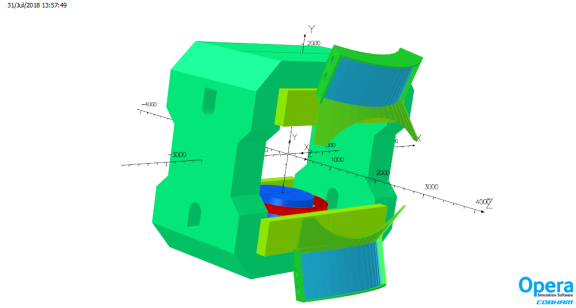 31/Jul/2018 13:57:49
Y
2000
-4000
-3000
Y
X
X
Z
1000
2000
3000
4000
Z
Opera
Simulation Software
COBHAM